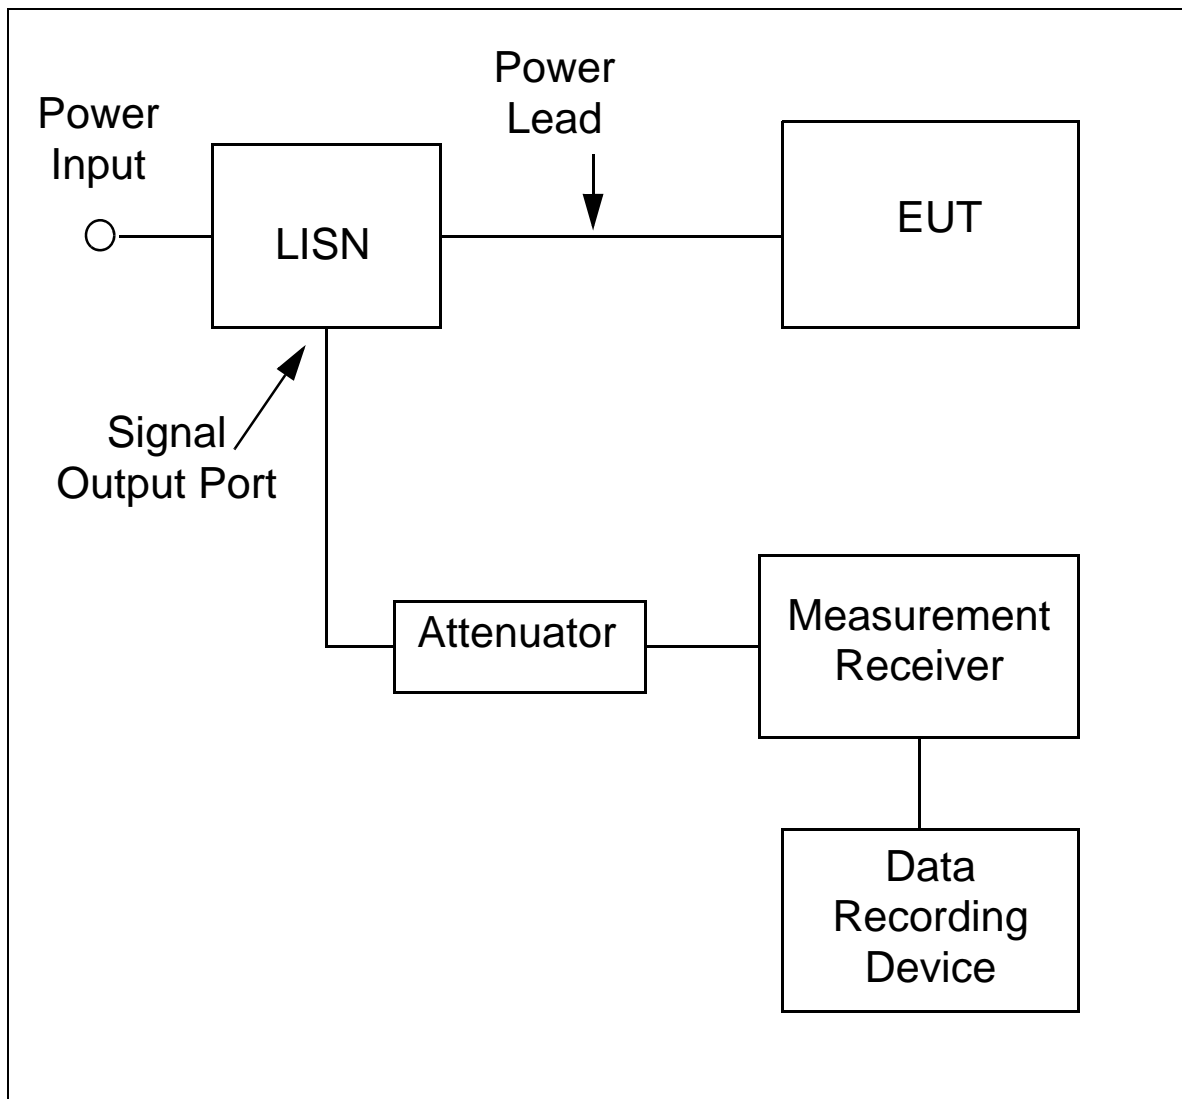 Power
Lead
Power
Input
LISN
EUT
Signal
Output Port
Attenuator
Measurement
Receiver
Data
Recording
Device